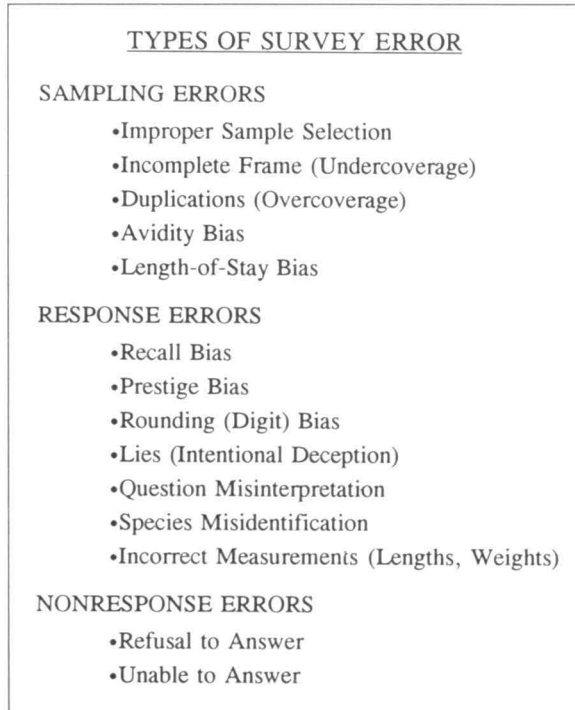 TYPES OF SURVEY ERROR
SAMPLING ERRORS
•Improper Sample Selection
•Incomplete Frame (Undercoverage)
•Duplications (Overcoverage)
•Avidity Bias
•Length-of-Stay Bias
RESPONSE ERRORS
•Recall Bias
•Prestige Bias
•Rounding (Digit) Bias
•Lies (Intentional Deception)
•Question Misinterpretation
•Species Misidentification
•Incorrect Measurements (Lengths, Weights)
NONRESPONSE ERRORS
•Refusal to Answer
•Unable to Answer